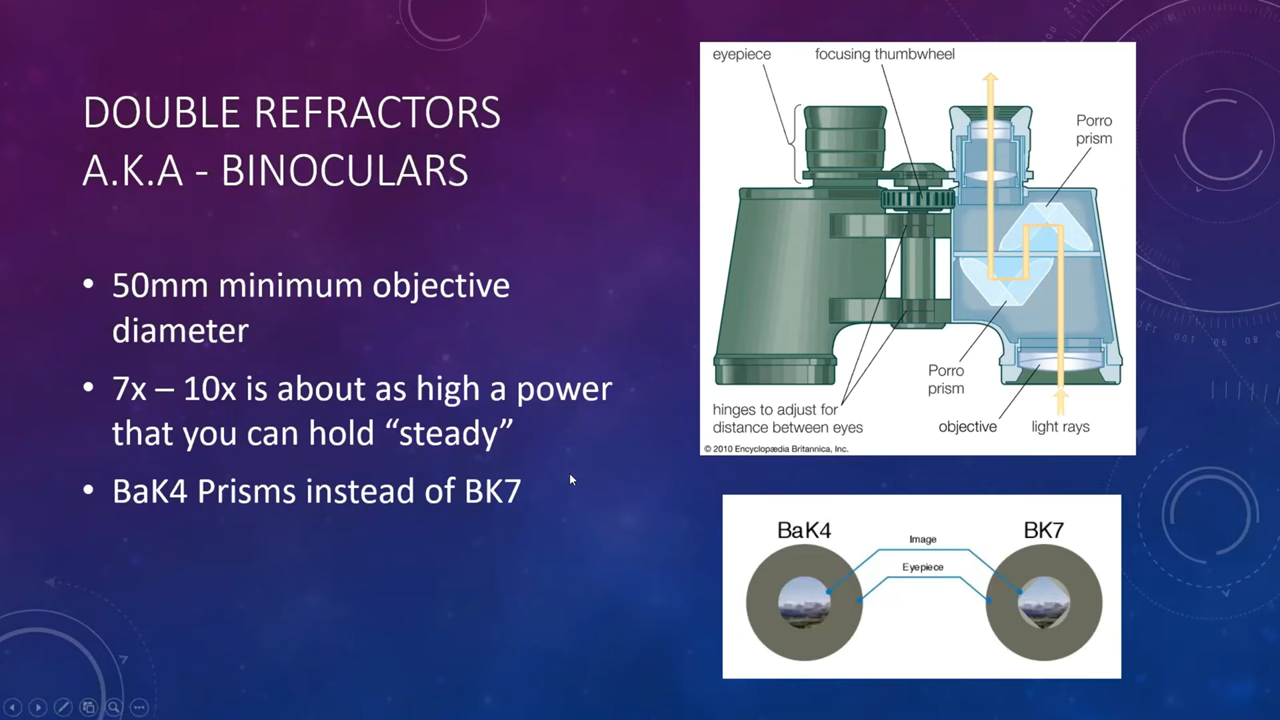 DOUBLE REFRACTORS
A.K.A - BINOCULARS
• 50mm minimum objective
diameter
• 7x – 10x is about as high a power
that you can hold “steady”
• BaK4 Prisms instead of BK7
eyepiece
focusing thumbwheel
Porro
prism
Porro
prism
hinges to adjust for
distance between eyes
objective
light rays
© 2010 Encyclopædia Britannica, Inc.
BaK4
BK7
Image
Eyepiece